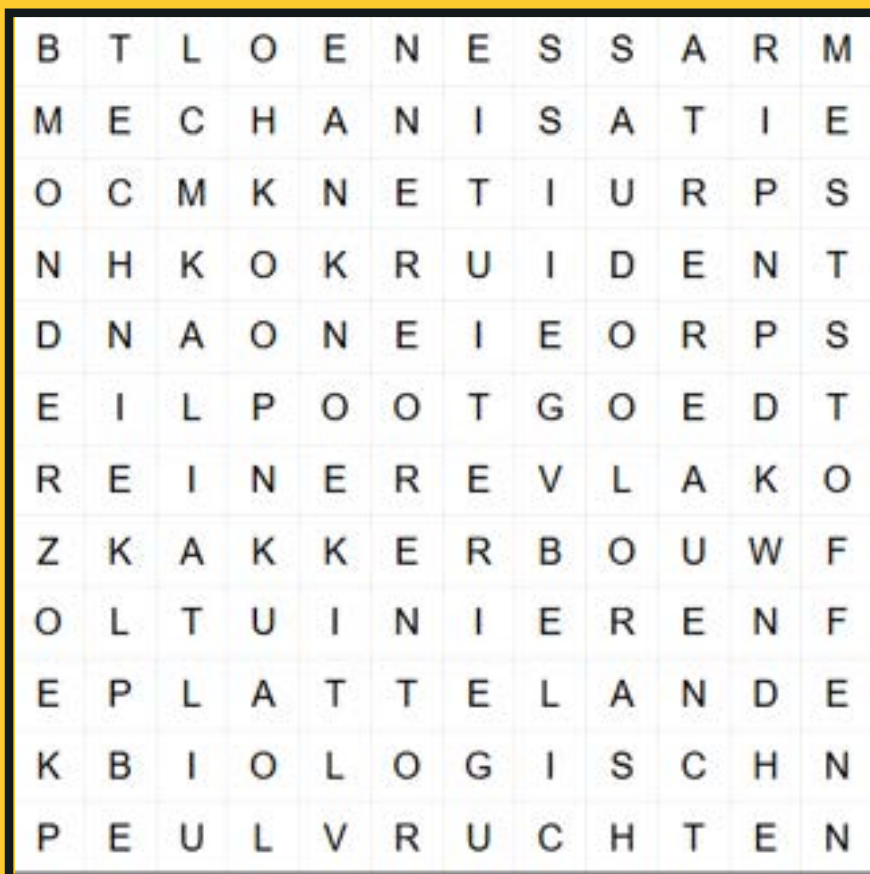 B T L O E N E S S A R M
M E C H A N I S A T I E
O C M K N E T I U R P S
N H K O K R U I D E N T
D N A O N E I E O R P S
E I L P O O T G O E D T
R E I N E R E V L A K O
Z K A K K E R B O U W F
O L T U I N I E R E N F
E P L A T T E L A N D E
K B I O L O G I S C H N
P E U L V R U C H T E N